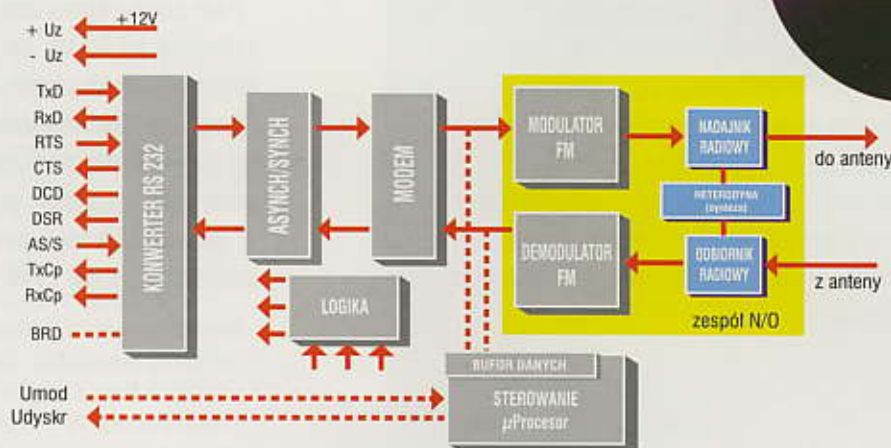 +12V
+ Uz
- Uz
TxD
RxD
RTS
CTS
DCD
DSR
AS/S
TxCp
RxCp
BRD
Umod
Udyskr
KONWERTER RS 232
ASYNCH/SYNCH
MODEM
LOGIKA
MODULATOR
FM
DEMODULATOR
FM
NADAJNIK
RADIOWY
HETERODYNA
(synteza)
ODBIORNIK
RADIOWY
zespół N/O
do anteny
z anteny
BUFOR DANYCH
STEROWANIE
µProcesor